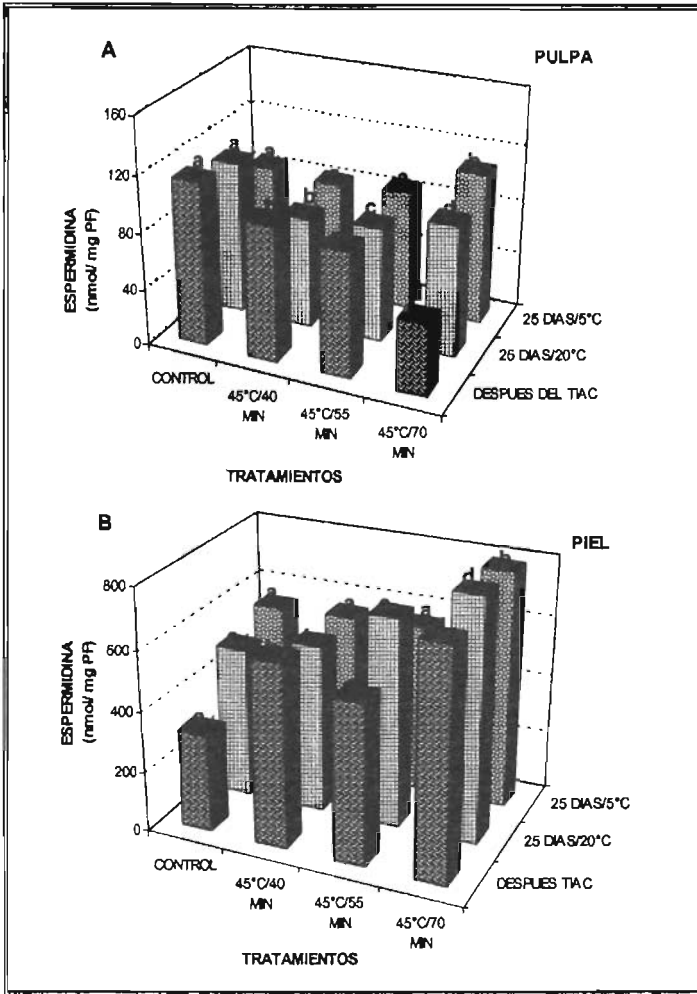 A
PULPA
160
120
80
40
0
ESPERMIDINA
(nmol/ mg PF)
a
a
a
b
c
d
25 DIAS/5°C
25 DIAS/20°C
DESPUES DEL TIAC
CONTROL
45°C/40
MIN
45°C/55
MIN
45°C/70
MIN
TRATAMIENTOS
B
PIEL
800
600
400
200
0
ESPERMIDINA
(nmol/ mg PF)
a
a
a
d
b
25 DIAS/5°C
25 DIAS/20°C
DESPUES TIAC
CONTROL
45°C/40
MIN
45°C/55
MIN
45°C/70
MIN
TRATAMIENTOS